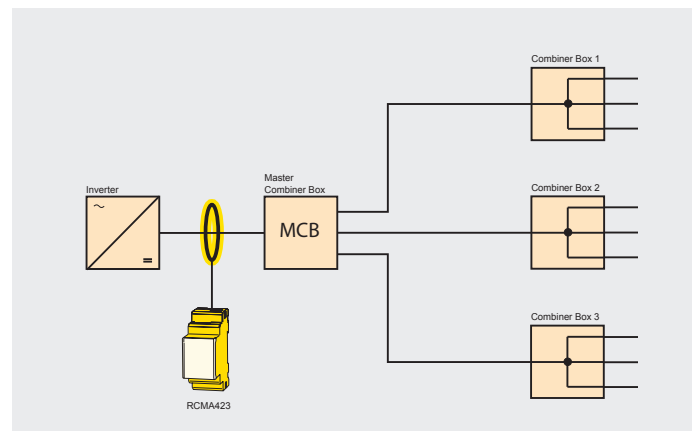 Combiner Box 1
Master
Combiner Box
Inverter
MCB
Combiner Box 2
RCMA423
Combiner Box 3